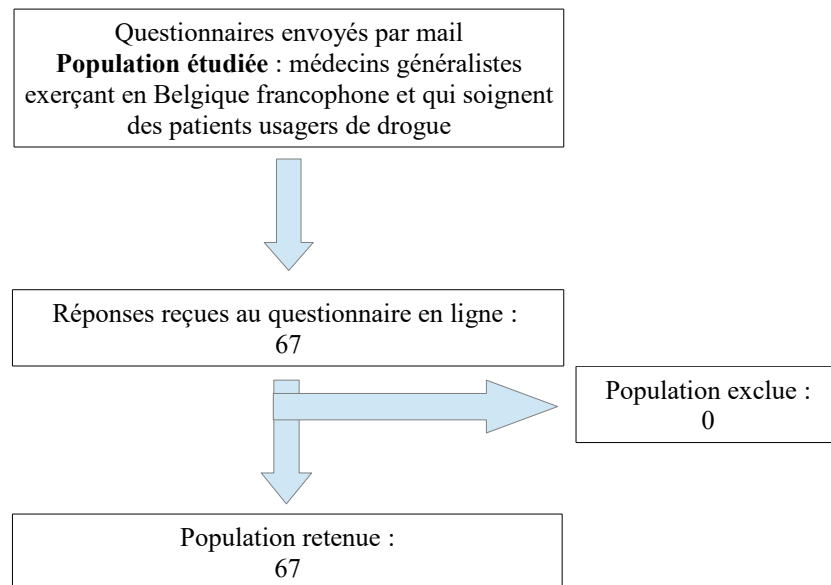 Questionnaires envoyés par mail
Population étudiée : médecins généralistes
exerçant en Belgique francophone et qui soignent
des patients usagers de drogue
Réponses reçues au questionnaire en ligne :
67
Population exclue :
0
Population retenue :
67